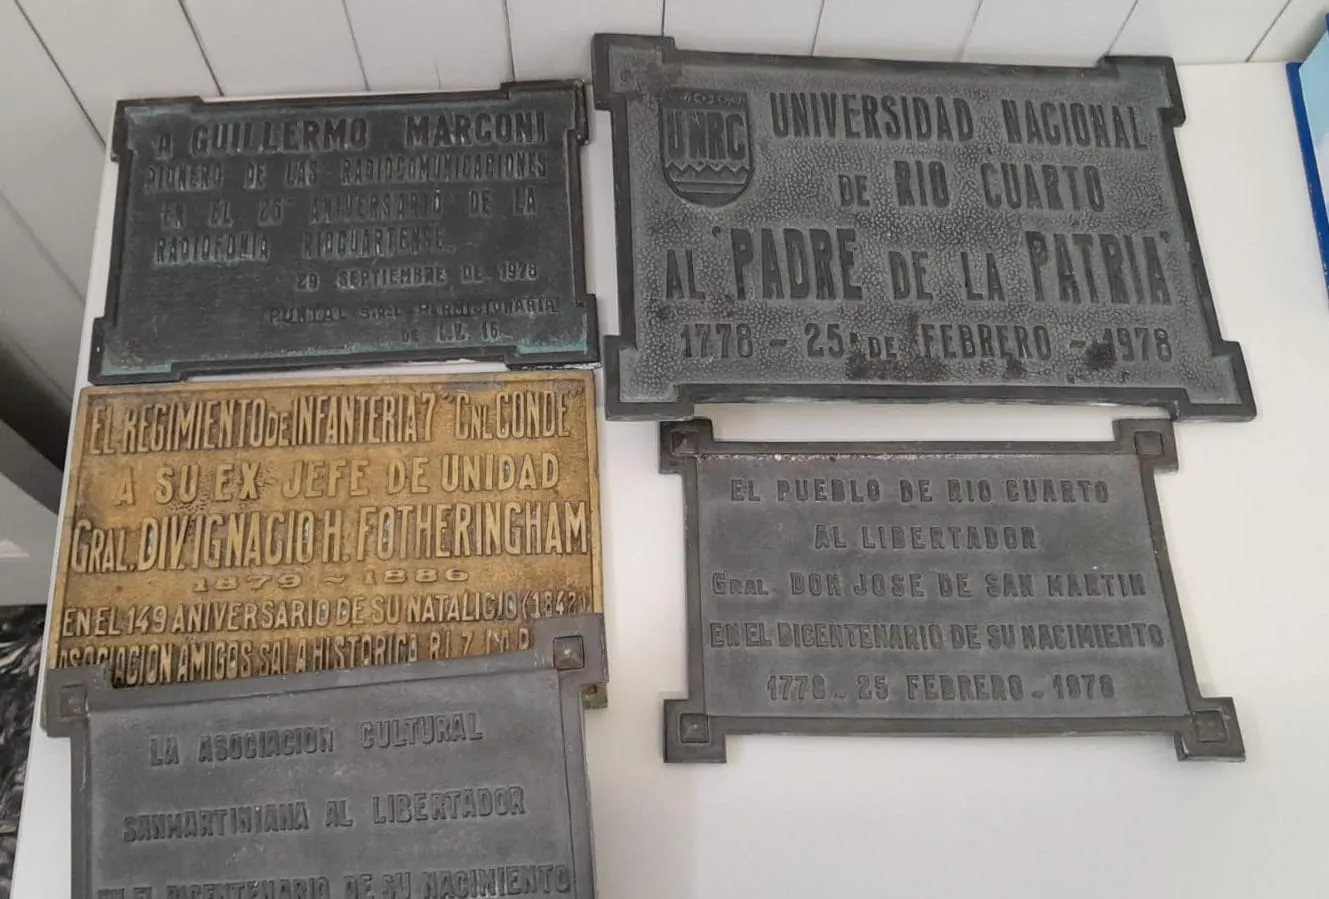 A GUILLERMO MARCONI
PIONERO DE LAS RADIOCOMUNICACIONES
EN EL 25º ANIVERSARIO DE LA
RADIOFONIA RIOCUARTENSE.
29 SEPTIEMBRE DE 1978
PUNTAL S.R.L.
DE L.V. 16
UNRC
UNIVERSIDAD NACIONAL
DE RIO CUARTO
AL "PADRE DE LA PATRIA"
1778 - 25 DE FEBRERO - 1978
EL REGIMIENTO DE INFANTERIA 7 "CNL CONDE"
A SU EX JEFE DE UNIDAD
GRAL. DIV. IGNACIO H. FOTHERINGHAM
1879 ~ 1886
EN EL 149 ANIVERSARIO DE SU NATALICIO (1842)
ASOCIACION AMIGOS SALA HISTORICA RI 7
EL PUEBLO DE RIO CUARTO
AL LIBERTADOR
GRAL. DON JOSE DE SAN MARTIN
EN EL BICENTENARIO DE SU NACIMIENTO
1778 - 25 FEBRERO - 1978
LA ASOCIACION CULTURAL
SANMARTINIANA AL LIBERTADOR
EN EL BICENTENARIO DE SU NACIMIENTO